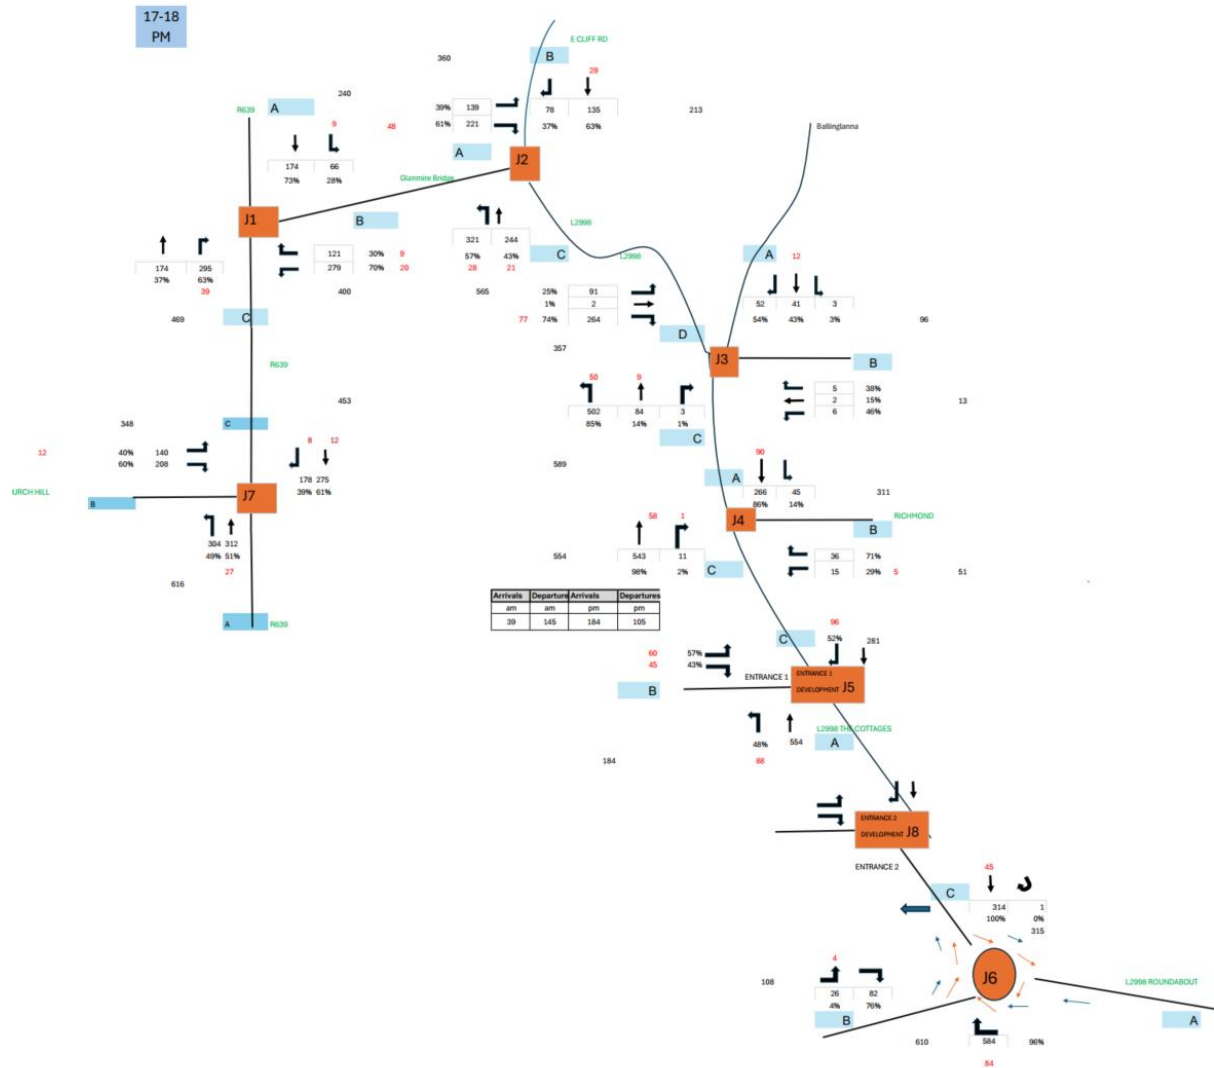 17-18
PM
E CLIFF RD
B
360
29
R639
A
240
39% 139
78 135
213
9
48
61% 221
37% 63%
Ballinglanna
A
J2
174 66
73% 28%
Glanmire Bridge
J1
B
L2998
321 244
57% 43%
C
28 21
L2998
174 295
37% 63%
39
121 30% 9
279 70% 20
400
565
A
12
25% 91
1% 2
77 74% 264
52 41 3
54% 43% 3%
96
469
C
D
357
J3
B
R639
50 9
502 84 3
85% 14% 1%
C
5 38%
2 15%
6 46%
13
453
348
C
8 12
12
40% 140
60% 208
178 275
39% 61%
589
90
A
266 45
86% 14%
311
URCH HILL
B
J7
J4
RICHMOND
B
304 312
49% 51%
27
616
58 1
554
543 11
98% 2%
C
36 71%
15 29% 5
51
A
R639
Arrivals Departures Arrivals Departures
am am pm pm
39 145 184 105
96
C
52%
281
60 57%
45 43%
ENTRANCE 1
ENTRANCE 1
DEVELOPMENT J5
B
L2998 THE COTTAGES
48%
554
A
184
88
ENTRANCE 2
DEVELOPMENT J8
ENTRANCE 2
45
C
314 1
100% 0%
315
4
J6
108
26 82
4% 76%
L2998 ROUNDABOUT
B
A
610
584
96%
84